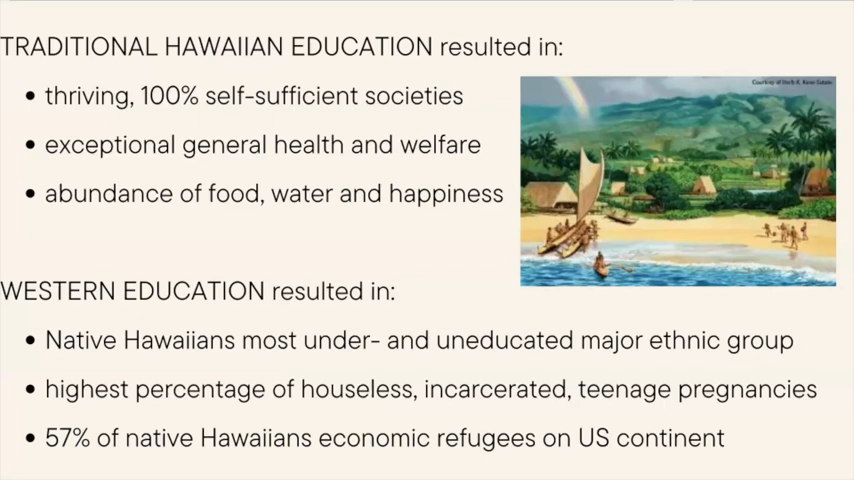 TRADITIONAL HAWAIIAN EDUCATION resulted in:
• thriving, 100% self-sufficient societies
• exceptional general health and welfare
• abundance of food, water and happiness
WESTERN EDUCATION resulted in:
• Native Hawaiians most under- and uneducated major ethnic group
• highest percentage of houseless, incarcerated, teenage pregnancies
• 57% of native Hawaiians economic refugees on US continent